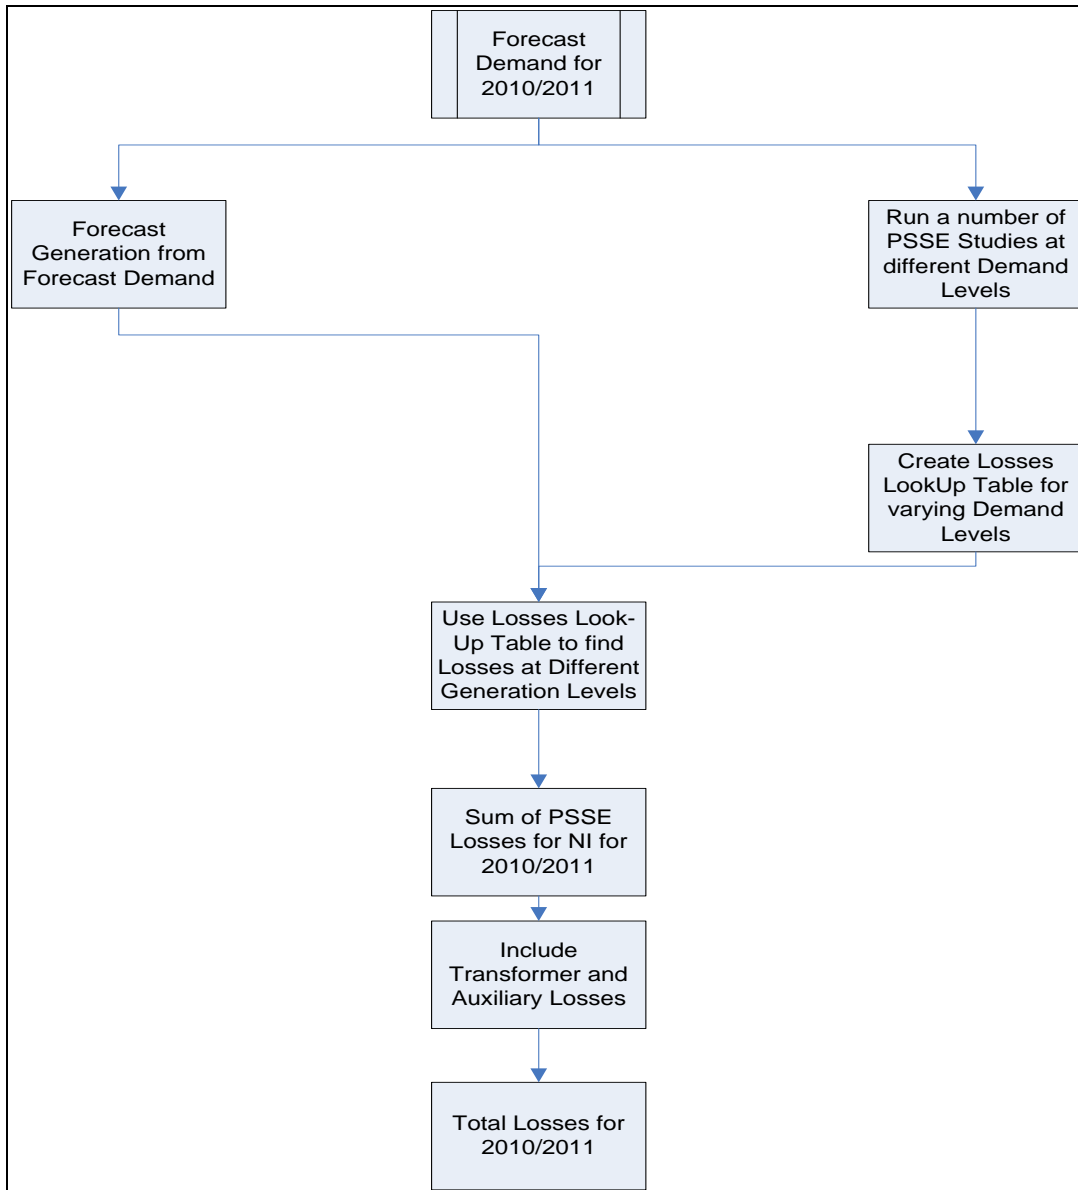 Forecast
Demand for
2010/2011
Forecast
Generation from
Forecast Demand
Run a number of
PSSE Studies at
different Demand
Levels
Create Losses
LookUp Table for
varying Demand
Levels
Use Losses Look-
Up Table to find
Losses at Different
Generation Levels
Sum of PSSE
Losses for NI for
2010/2011
Include
Transformer and
Auxiliary Losses
Total Losses for
2010/2011